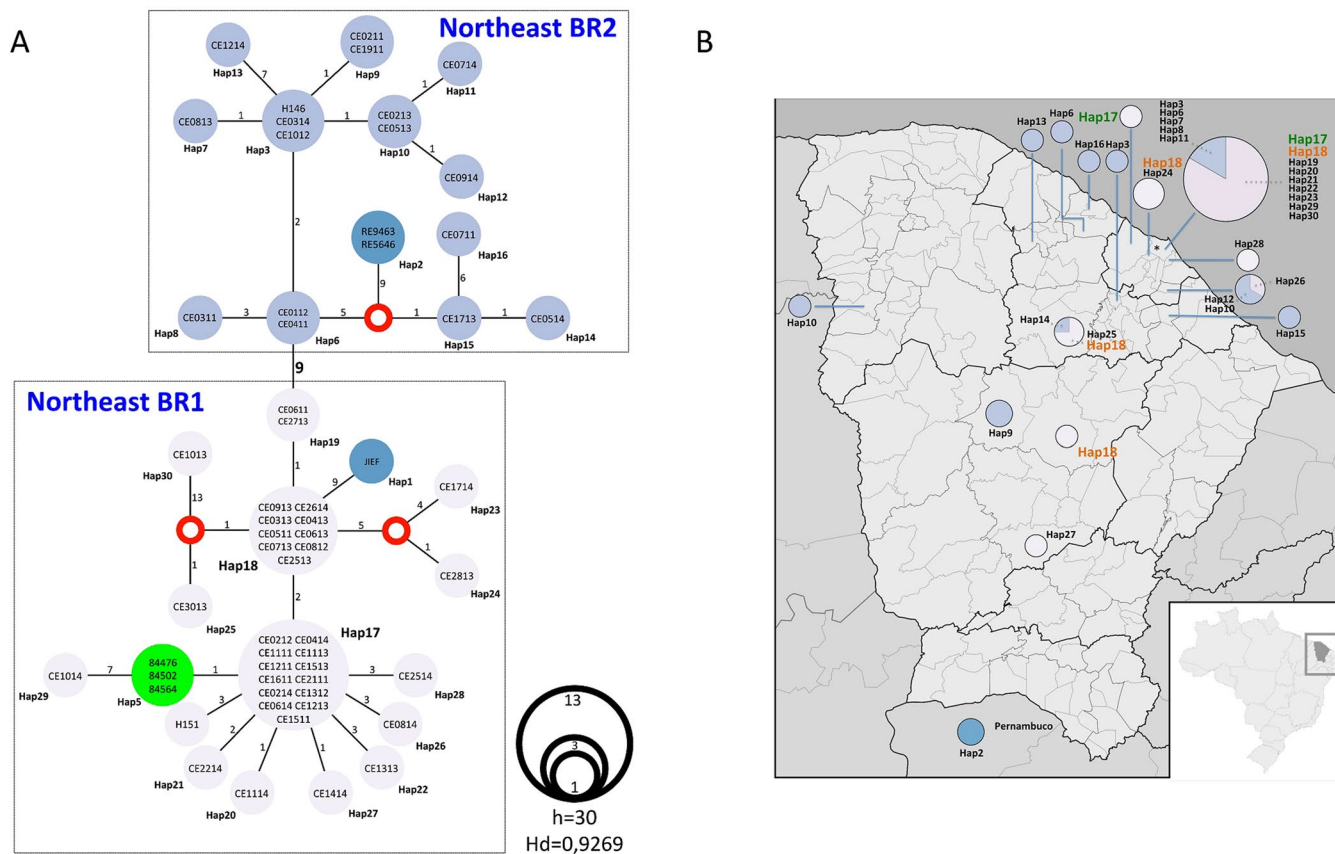 A
Northeast BR2
CE1214
Hap13
7
CE0211
CE1911
Hap9
1
CE0714
Hap11
1
CE0813
Hap7
1
H146
CE0314
CE1012
Hap3
1
CE0213
CE0513
Hap10
1
CE0914
Hap12
2
RE9463
RE5646
Hap2
9
CE0711
Hap16
6
CE0311
Hap8
3
CE0112
CE0411
Hap6
5
1
CE1713
Hap15
1
CE0514
Hap14
9
Northeast BR1
CE0611
CE2713
Hap19
1
JIEF
Hap1
9
CE1013
Hap30
13
1
CE0913 CE2614
CE0313 CE0413
CE0511 CE0613
CE0713 CE0812
CE2513
Hap18
5
4
CE1714
Hap23
1
CE2813
Hap24
1
CE3013
Hap25
2
Hap17
CE0212 CE0414
CE1111 CE1113
CE1211 CE1513
CE1611 CE2111
CE0214 CE1312
CE0614 CE1213
CE1511
CE1014
Hap29
7
84476
84502
84564
Hap5
1
3
CE2514
Hap28
3
H151
3
CE0814
Hap26
2
CE2214
Hap21
1
CE1114
Hap20
1
CE1414
Hap27
3
CE1313
Hap22
13
3
1
h=30
Hd=0,9269
B
Hap13
Hap6
Hap17
Hap16
Hap3
Hap3
Hap6
Hap7
Hap8
Hap11
Hap18
Hap24
Hap17
Hap18
Hap19
Hap20
Hap21
Hap22
Hap23
Hap29
Hap30
*
Hap28
Hap26
Hap12
Hap10
Hap15
Hap10
Hap14
Hap25
Hap18
Hap9
Hap18
Hap27
Pernambuco
Hap2